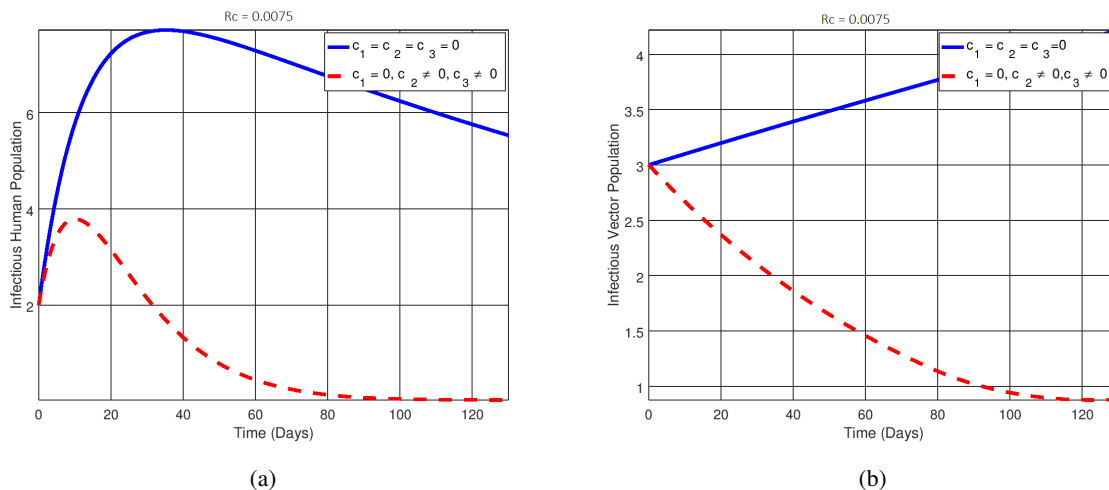 Rc = 0.0075
c1 = c2 = c3 = 0
c1 = 0, c2 ≠ 0, c3 ≠ 0
Infectious Human Population
6
4
2
0 20 40 60 80 100 120
Time (Days)
(a)
Rc = 0.0075
c1 = c2 = c3 =0
c1 = 0, c2 ≠ 0,c3 ≠ 0
Infectious Vector Population
4
3.5
3
2.5
2
1.5
1
0 20 40 60 80 100 120
Time (Days)
(b)